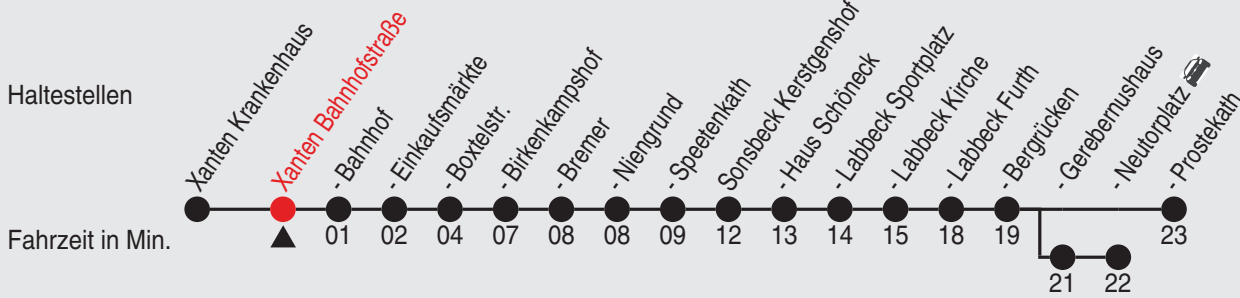 Haltestellen
Xanten Krankenhaus
Xanten Bahnhofstraße
- Bahnhof
- Einkaufsmärkte
- Boxtelstr.
- Birkenkampshof
- Bremer
- Niengrund
- Speetenkath
Sonsbeck Kerstgenshof
- Haus Schöneck
- Labbeck Sportplatz
- Labbeck Kirche
- Labbeck Furth
- Bergrücken
- Gerebernushaus
- Neutorplatz
- Prostekath
Fahrzeit in Min.
01 02 04 07 08 08 09 12 13 14 15 18 19 23
21 22